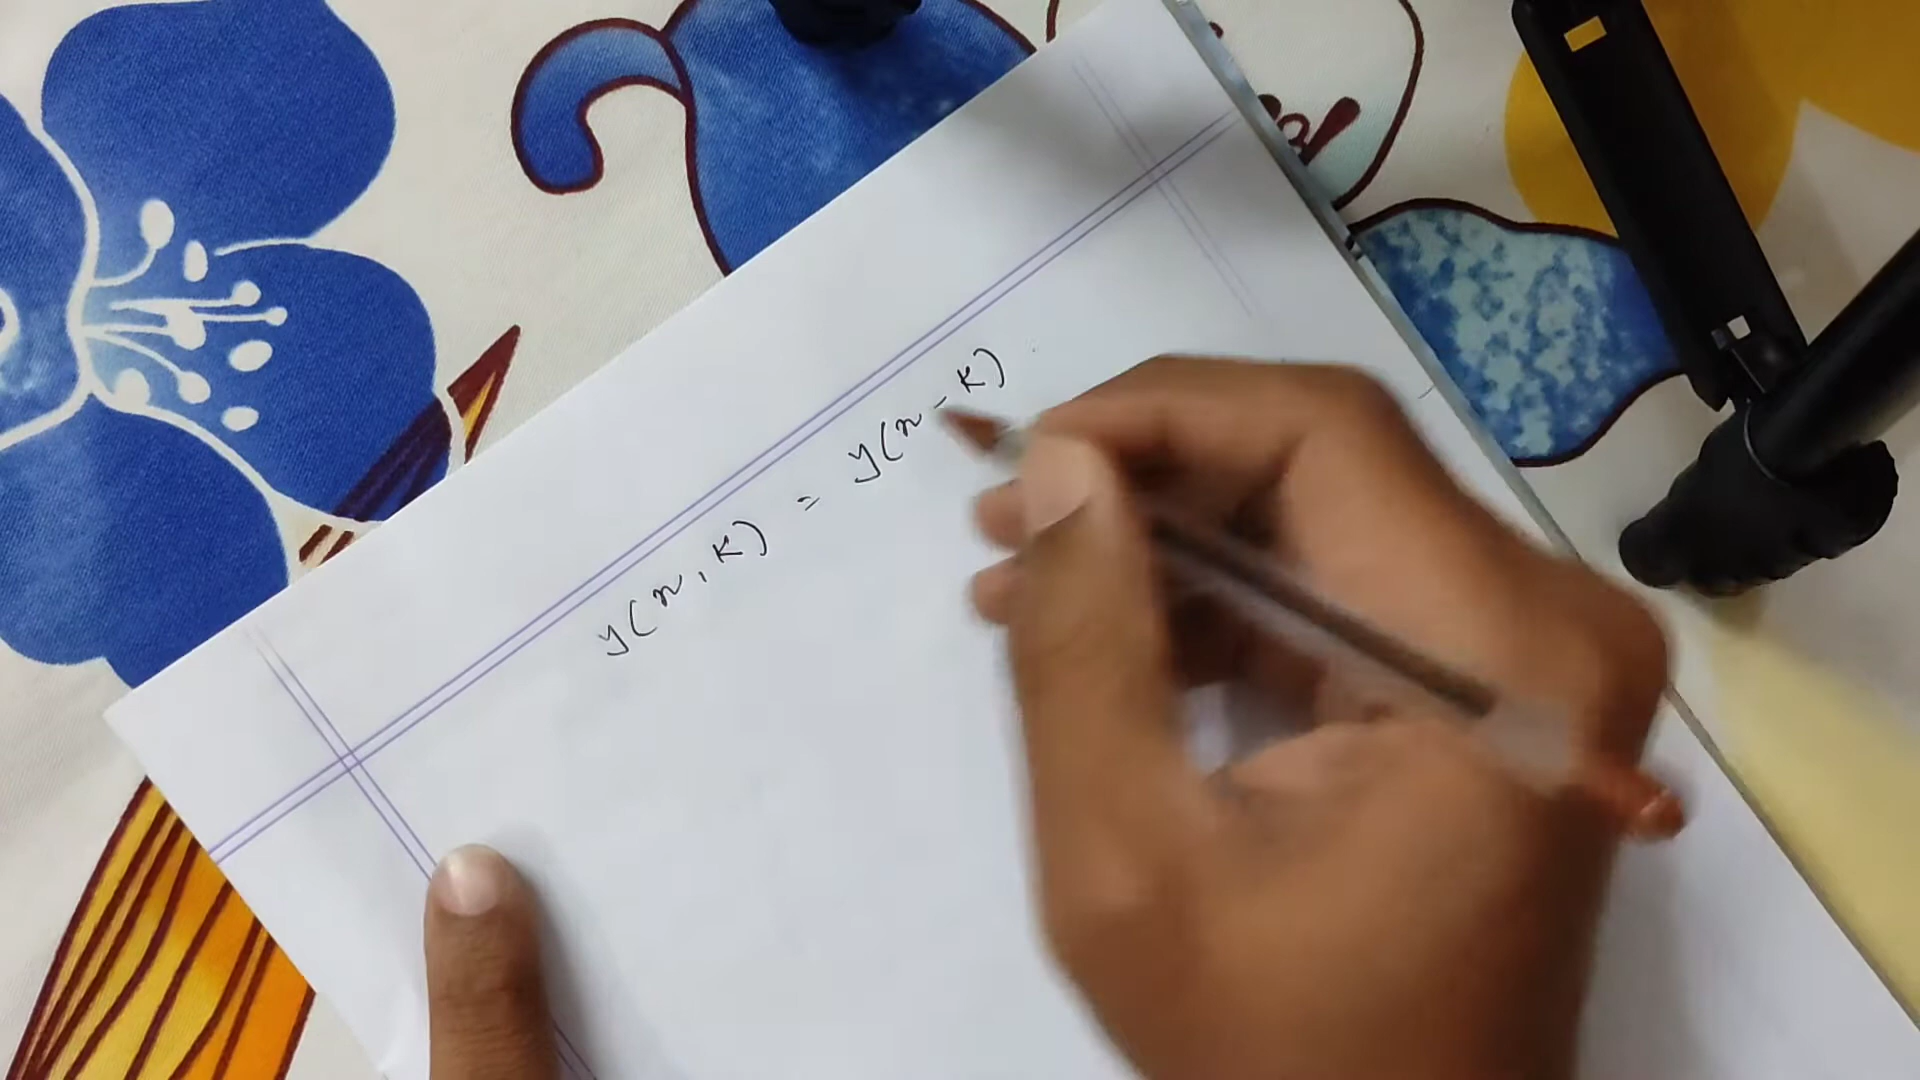 y(n, k) = y(n-k)